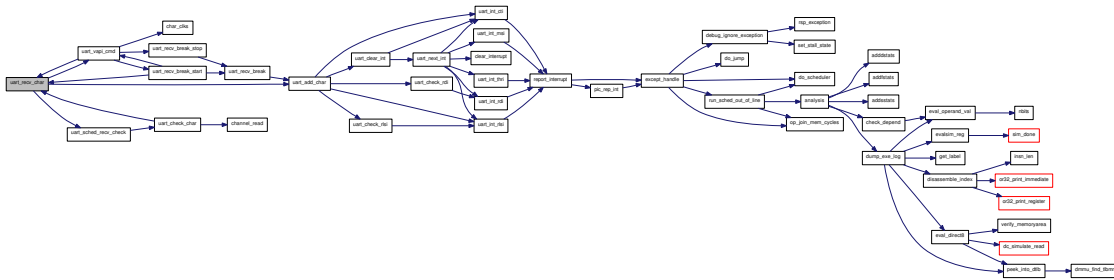 uart_recv_char
uart_vapi_cmd
char_clks
uart_recv_break_stop
uart_recv_break_start
uart_recv_break
uart_sched_recv_check
uart_check_char
channel_read
uart_add_char
uart_clear_int
uart_check_rdi
uart_check_rlsi
uart_next_int
uart_int_cti
uart_int_msi
clear_interrupt
uart_int_thri
uart_int_rdi
uart_int_rlsi
report_interrupt
pic_rep_int
except_handle
debug_ignore_exception
rsp_exception
set_stall_state
do_jump
do_scheduler
run_sched_out_of_line
op_join_mem_cycles
analysis
adddstats
addfstats
addsstats
check_depend
dump_exe_log
eval_operand_val
nbits
evalsim_reg
sim_done
get_label
disassemble_index
insn_len
or32_print_immediate
or32_print_register
eval_direct8
verify_memoryarea
dc_simulate_read
peek_into_dtlb
dmmu_find_tlbmr